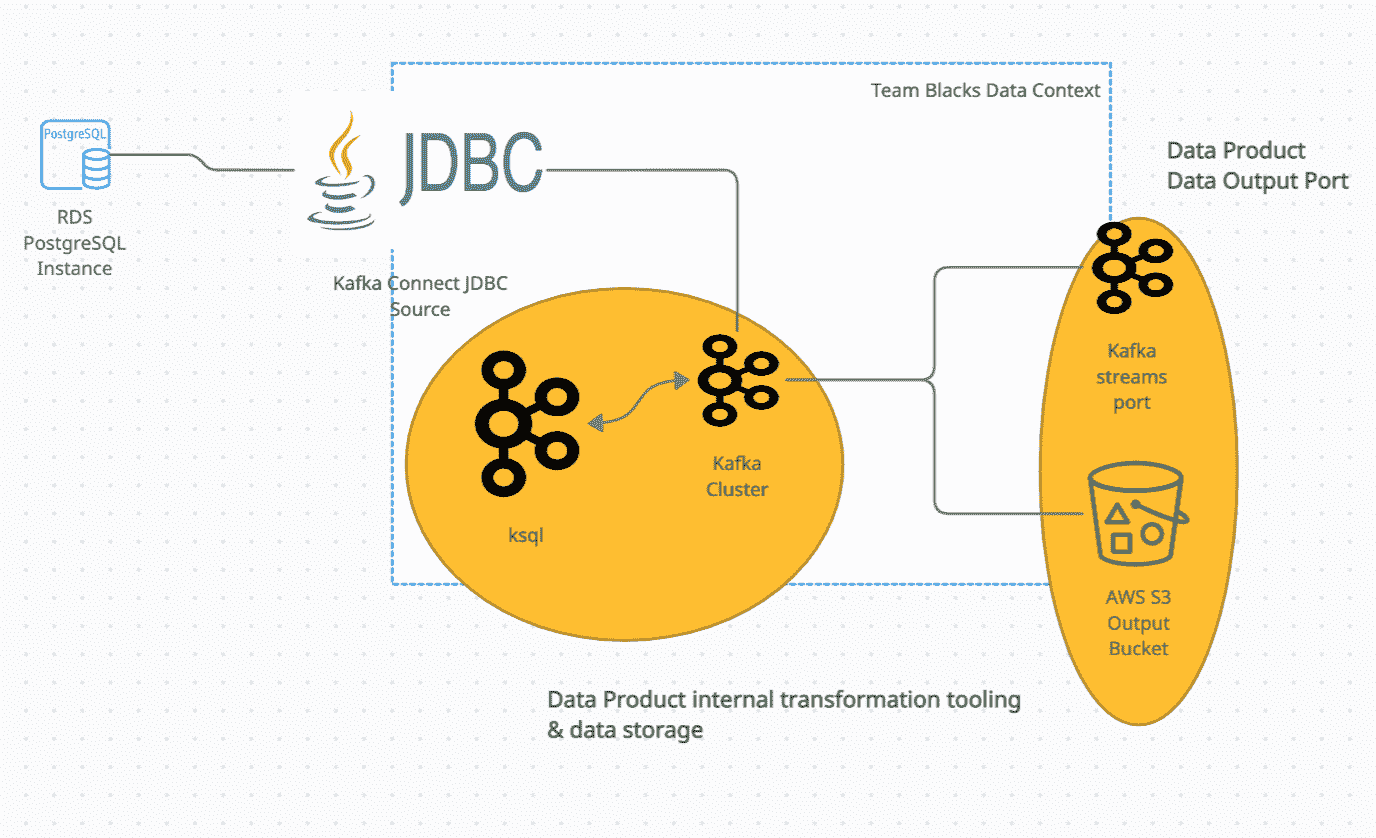 Team Blacks Data Context
PostgreSQL
JDBC
Data Product
Data Output Port
RDS
PostgreSQL
Instance
Kafka Connect JDBC
Source
Kafka
streams
port
Kafka
Cluster
ksql
AWS S3
Output
Bucket
Data Product internal transformation tooling
& data storage